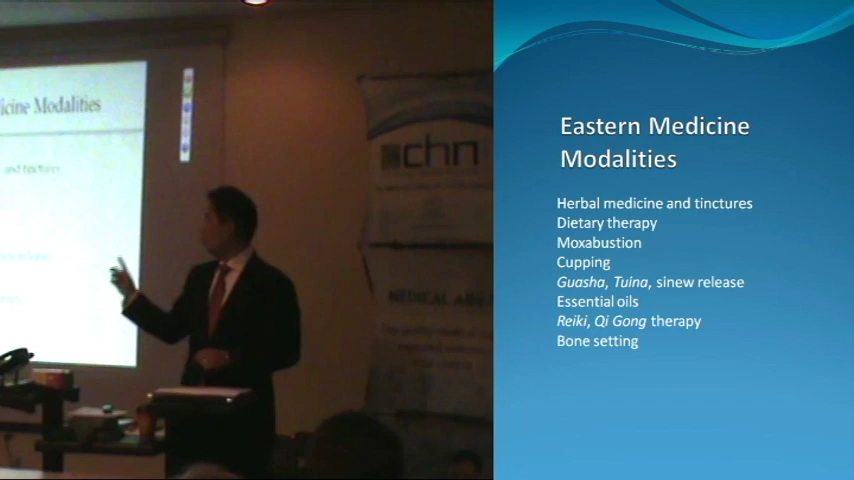 icine Modalities
and tinctures
chn
MEDICAL
Eastern Medicine
Modalities
Herbal medicine and tinctures
Dietary therapy
Moxabustion
Cupping
Guasha, Tuina, sinew release
Essential oils
Reiki, Qi Gong therapy
Bone setting